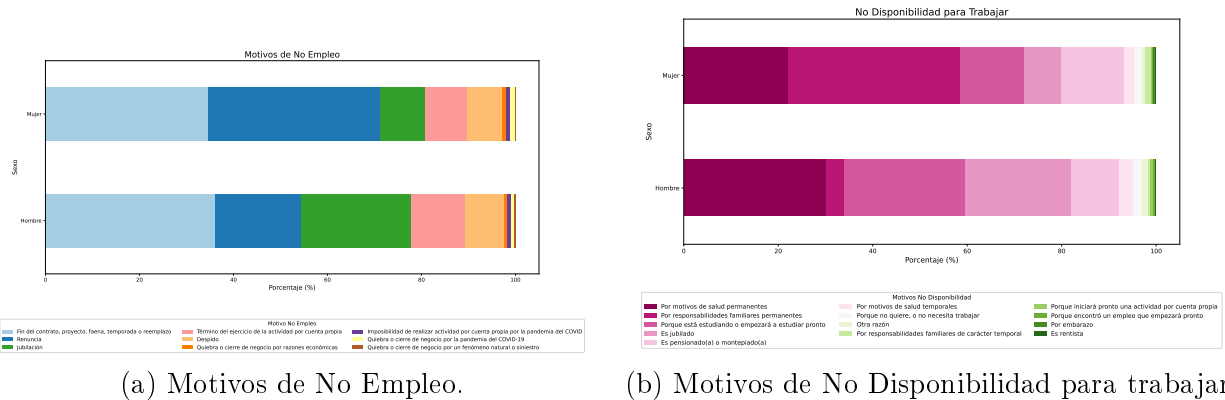 Motivos de No Empleo
Sexo
Mujer
Hombre
0 20 40 60 80 100
Porcentaje (%)
Motivo No Empleo
Fin del contrato, proyecto, faena, temporada o reemplazo
Renuncia
Jubilación
Término del ejercicio de la actividad por cuenta propia
Despido
Quiebra o cierre de negocio por razones económicas
Imposibilidad de realizar actividad por cuenta propia por la pandemia del COVID
Quiebra o cierre de negocio por la pandemia del COVID-19
Quiebra o cierre de negocio por un fenómeno natural o siniestro
(a) Motivos de No Empleo.
No Disponibilidad para Trabajar
Sexo
Mujer
Hombre
0 20 40 60 80 100
Porcentaje (%)
Motivos No Disponibilidad
Por motivos de salud permanentes
Por responsabilidades familiares permanentes
Porque está estudiando o empezará a estudiar pronto
Es jubilado
Es pensionado(a) o montepiado(a)
Por motivos de salud temporales
Porque no quiere, o no necesita trabajar
Otra razón
Por responsabilidades familiares de carácter temporal
Porque iniciará pronto una actividad por cuenta propia
Porque encontró un empleo que empezará pronto
Por embarazo
Es rentista
(b) Motivos de No Disponibilidad para trabajar